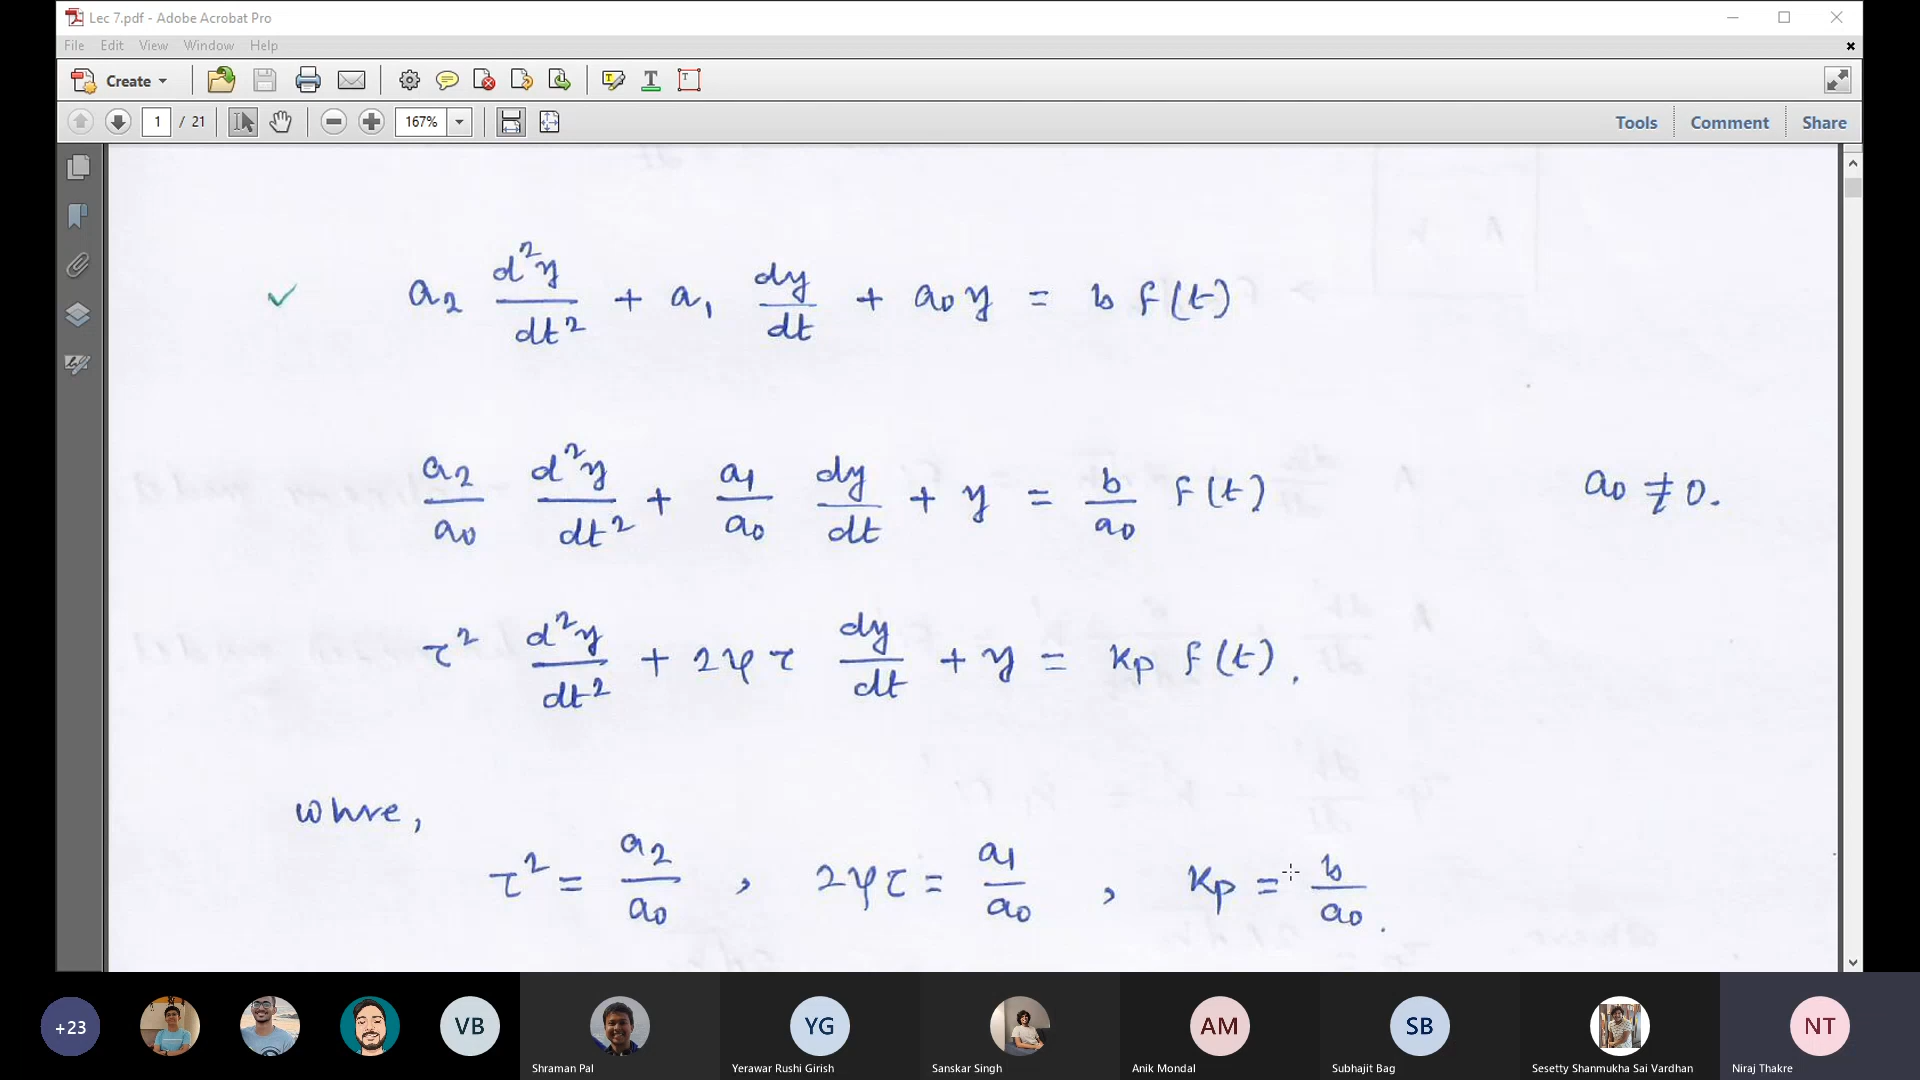 Lec 7.pdf - Adobe Acrobat Pro
File Edit View Window Help
Create
1 / 21 167% Tools Comment Share
a2 d²y/dt² + a1 dy/dt + a0 y = b f(t)
a2/a0 d²y/dt² + a1/a0 dy/dt + y = b/a0 f(t) a0 ≠ 0.
τ² d²y/dt² + 2ψτ dy/dt + y = Kp f(t).
whre,
τ² = a2/a0 , 2ψτ = a1/a0 , Kp = b/a0 .
+23 VB YG AM SB NT
Shraman Pal Yerawar Rushi Girish Sanskar Singh Anik Mondal Subhajit Bag Sesetty Shanmukha Sai Vardhan Niraj Thakre